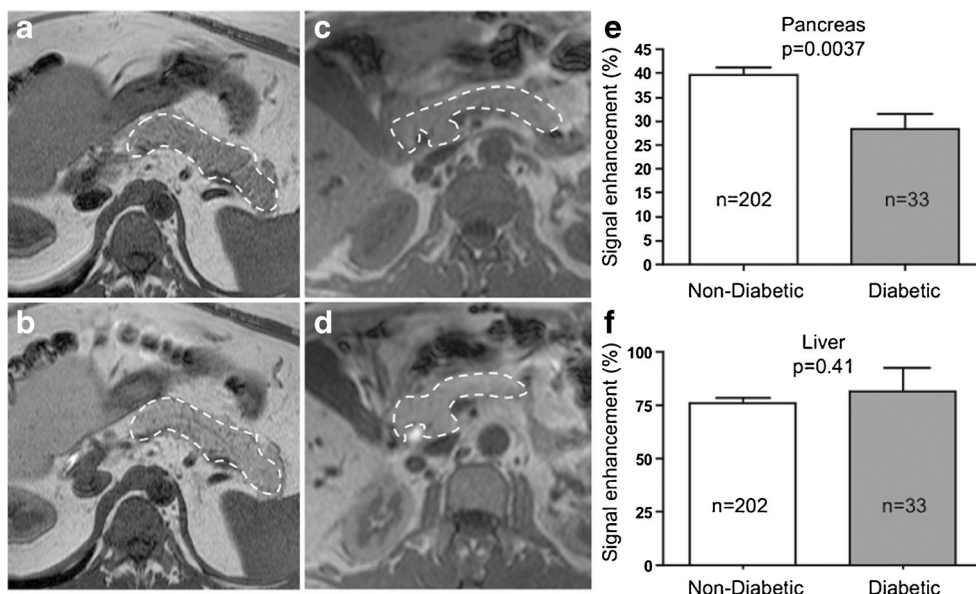 a
b
c
d
e
Pancreas
p=0.0037
Signal enhancement (%)
45
40
35
30
25
20
15
10
5
0
n=202
n=33
Non-Diabetic
Diabetic
f
Liver
p=0.41
Signal enhancement (%)
100
75
50
25
0
n=202
n=33
Non-Diabetic
Diabetic